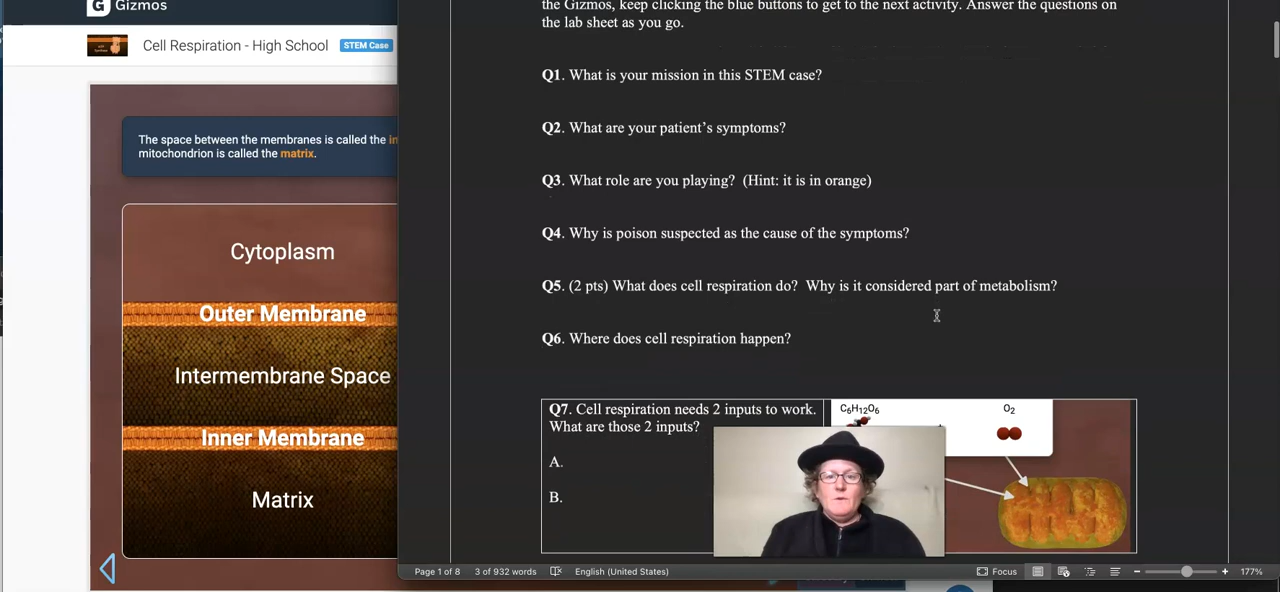 G Gizmos
Cell Respiration - High School STEM Case
The space between the membranes is called the
mitochondrion is called the matrix.
Cytoplasm
Outer Membrane
Intermembrane Space
Inner Membrane
Matrix
the Gizmos, keep clicking the blue buttons to get to the next activity. Answer the questions on
the lab sheet as you go.
Q1. What is your mission in this STEM case?
Q2. What are your patient's symptoms?
Q3. What role are you playing? (Hint: it is in orange)
Q4. Why is poison suspected as the cause of the symptoms?
Q5. (2 pts) What does cell respiration do? Why is it considered part of metabolism?
Q6. Where does cell respiration happen?
Q7. Cell respiration needs 2 inputs to work.
What are those 2 inputs?
A.
B.
C₆H₁₂O₆
O₂
Page 1 of 8 3 of 932 words English (United States) Focus 177%